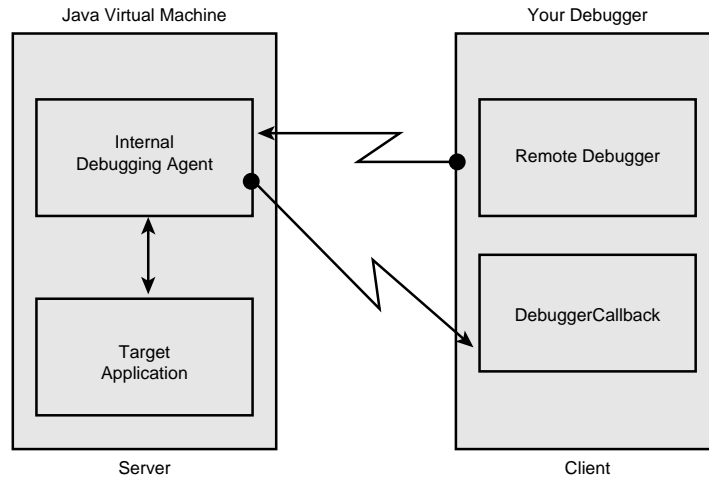 Java Virtual Machine
Your Debugger
Internal
Debugging Agent
Remote Debugger
DebuggerCallback
Target
Application
Server
Client